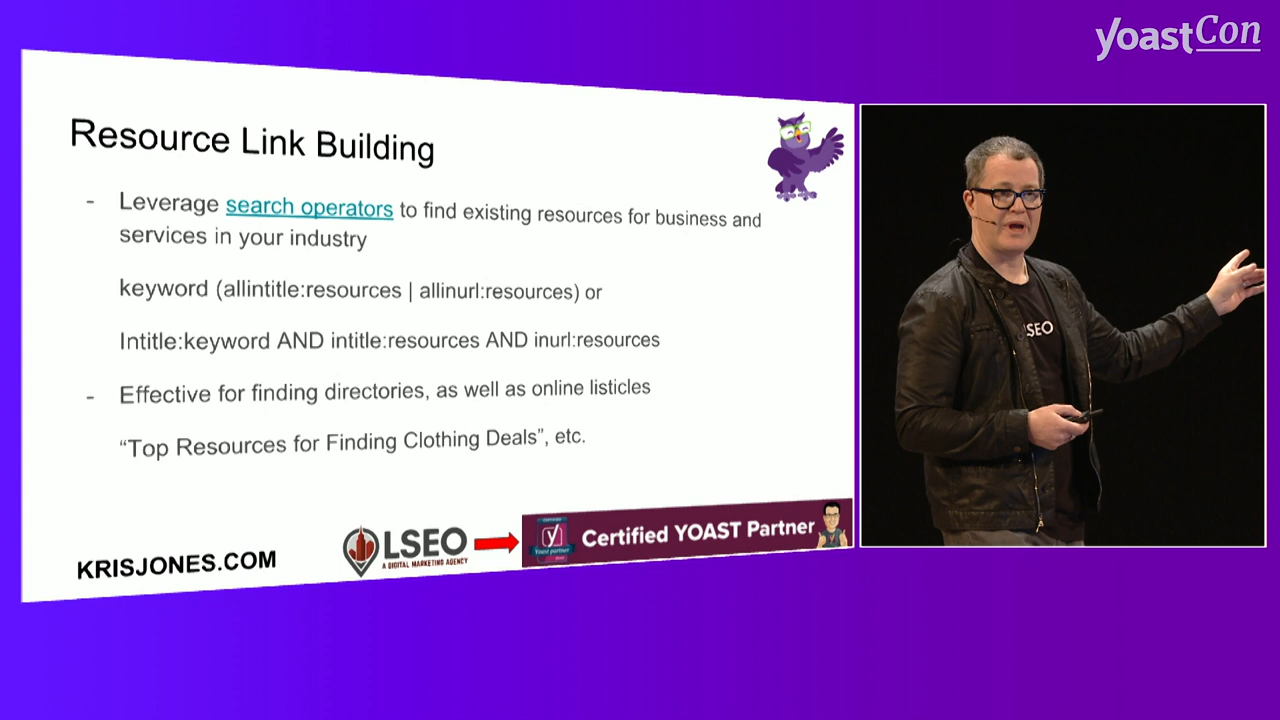 yoastCon
Resource Link Building
- Leverage search operators to find existing resources for business and
services in your industry
keyword (allintitle:resources | allinurl:resources) or
Intitle:keyword AND intitle:resources AND inurl:resources
- Effective for finding directories, as well as online listicles
“Top Resources for Finding Clothing Deals”, etc.
KRISJONES.COM
LSEO
A DIGITAL MARKETING AGENCY
Yoast partner
Certified YOAST Partner
LSEO